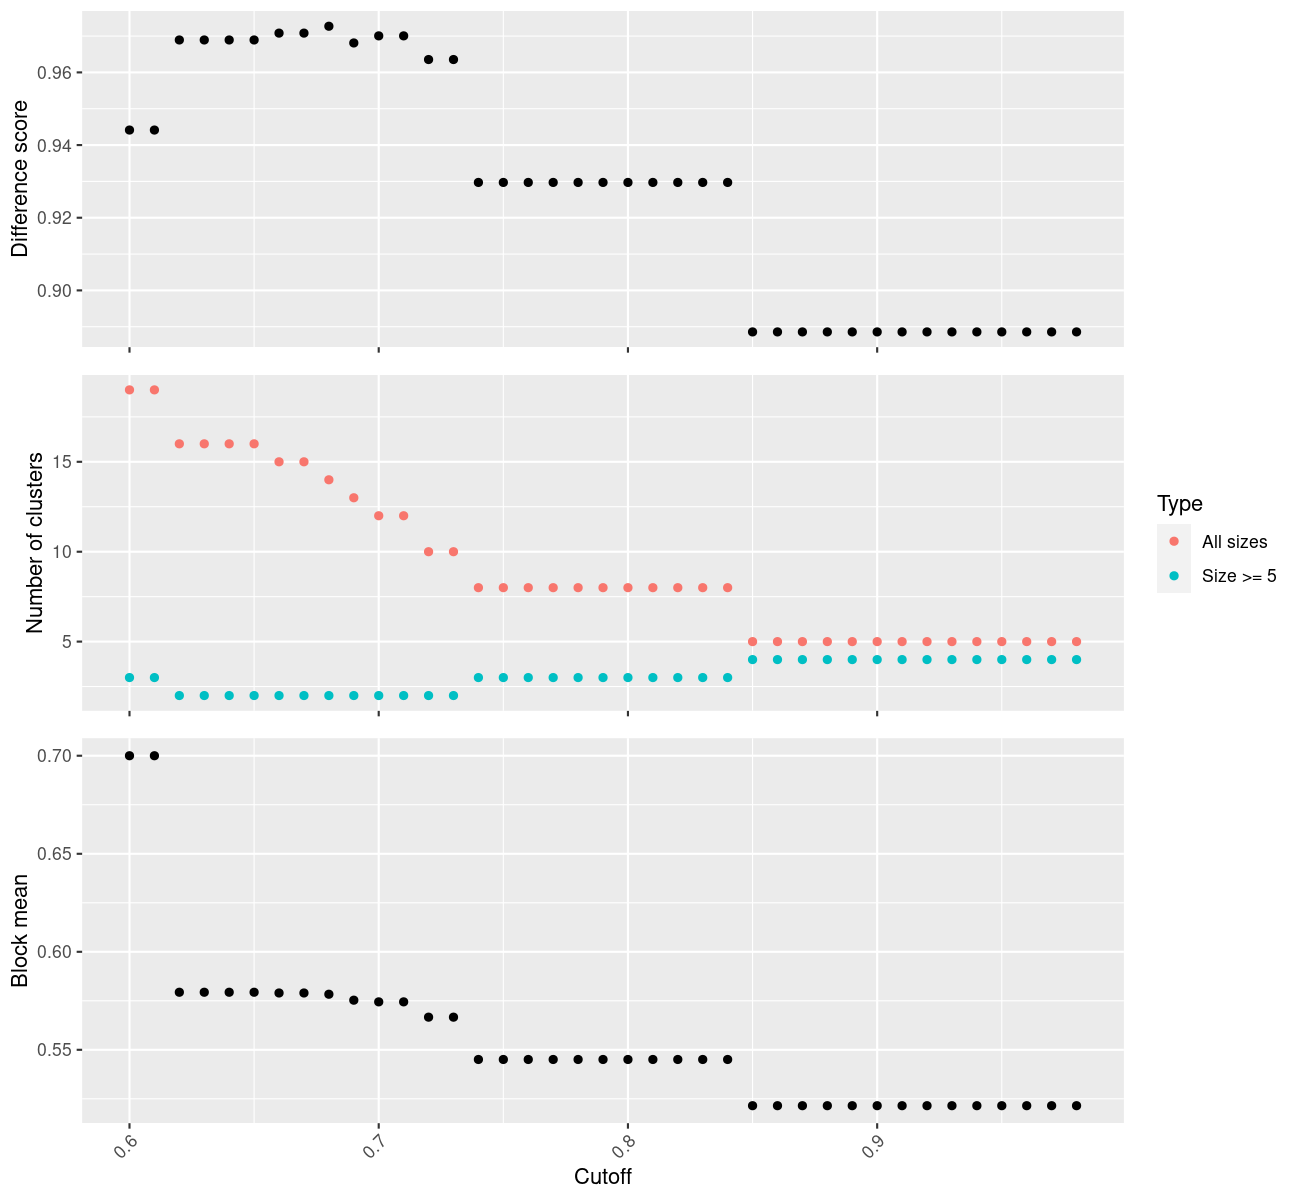 Difference score
0.96
0.94
0.92
0.90
Number of clusters
15
10
5
Type
All sizes
Size >= 5
Block mean
0.70
0.65
0.60
0.55
0.6
0.7
0.8
0.9
Cutoff